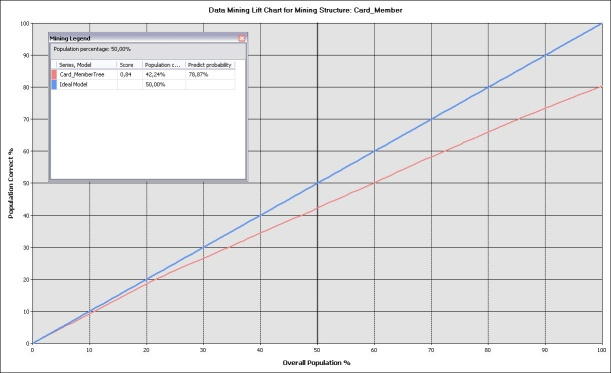 Data Mining Lift Chart for Mining Structure: Card_Member
Mining Legend
Population percentage: 50,00%
Series, Model Score Population c... Predict probability
Card_MemberTree 0,84 42,24% 78,87%
Ideal Model 50,00%
Population Correct %
100
90
80
70
60
50
40
30
20
10
0
0 10 20 30 40 50 60 70 80 90 100
Overall Population %